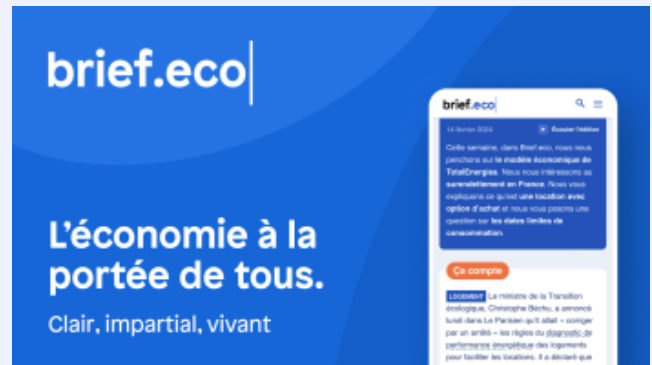 brief.eco
L'économie à la
portée de tous.
Clair, impartial, vivant
brief.eco
14 février 2024
Écouter l'édition
Cette semaine, dans Brief.eco, nous nous
penchons sur le modèle économique de
TotalEnergies. Nous nous intéressons au
surendettement en France. Nous vous
expliquons ce qu'est une location avec
option d'achat et nous vous posons une
question sur les dates limites de
consommation.
Ça compte
LOGEMENT Le ministre de la Transition
écologique, Christophe Béchu, a annoncé
lundi dans Le Parisien qu'il allait « corriger
par un arrêté » les règles du diagnostic de
performance énergétique des logements
pour faciliter les locations. Il a déclaré que